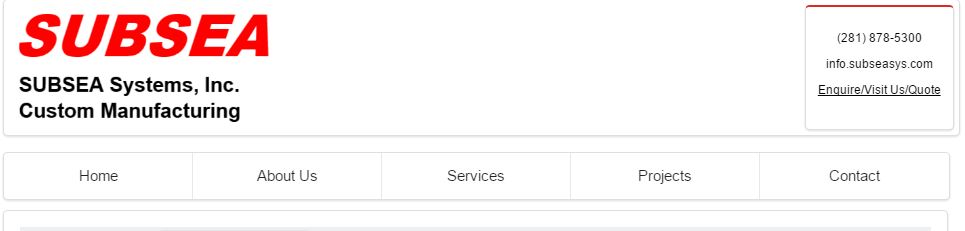 SUBSEA
SUBSEA Systems, Inc.
Custom Manufacturing
(281) 878-5300
info.subseasys.com
Enquire/Visit Us/Quote
Home
About Us
Services
Projects
Contact